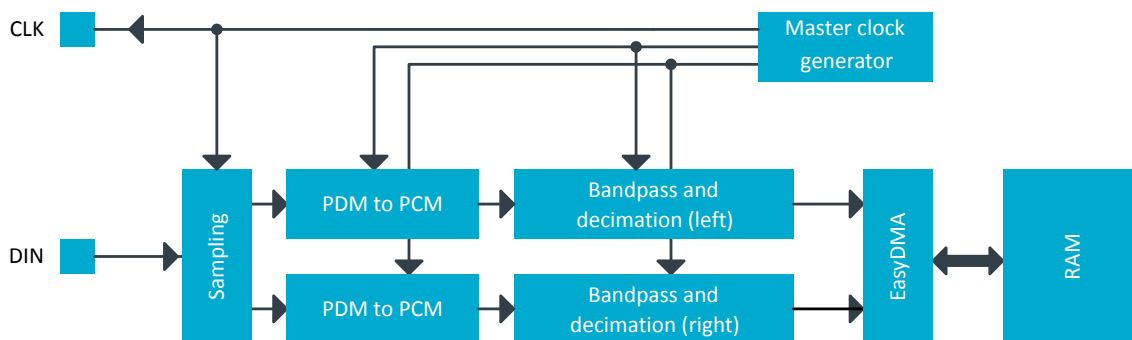 CLK
Master clock
generator
DIN
Sampling
PDM to PCM
Bandpass and
decimation (left)
PDM to PCM
Bandpass and
decimation (right)
EasyDMA
RAM